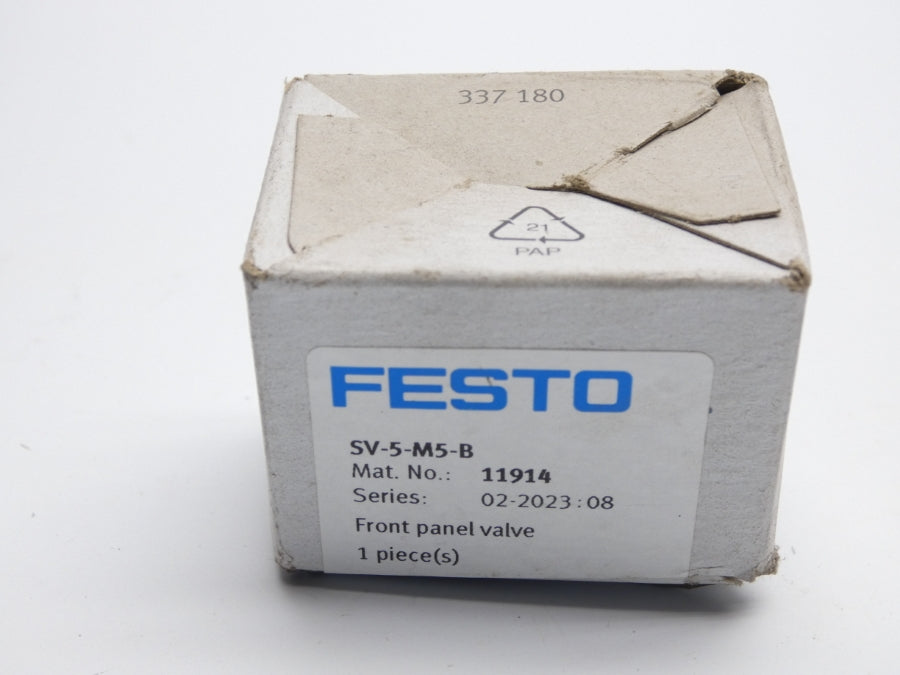 337 180
21
PAP
FESTO
SV-5-M5-B
Mat. No.: 11914
Series: 02-2023:08
Front panel valve
1 piece(s)